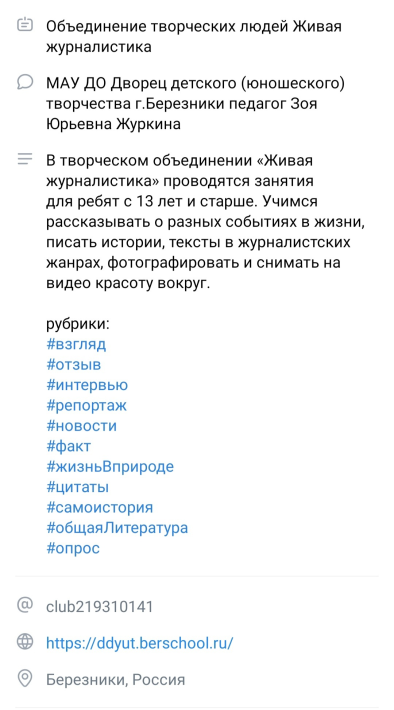 Объединение творческих людей Живая
журналистика
МАУ ДО Дворец детского (юношеского)
творчества г.Березники педагог Зоя
Юрьевна Журкина
В творческом объединении «Живая
журналистика» проводятся занятия
для ребят с 13 лет и старше. Учимся
рассказывать о разных событиях в жизни,
писать истории, тексты в журналистских
жанрах, фотографировать и снимать на
видео красоту вокруг.
рубрики:
#взгляд
#отзыв
#интервью
#репортаж
#новости
#факт
#жизньВприроде
#цитаты
#самоистория
#общаяЛитература
#опрос
club219310141
https://ddyut.berschool.ru/
Березники, Россия